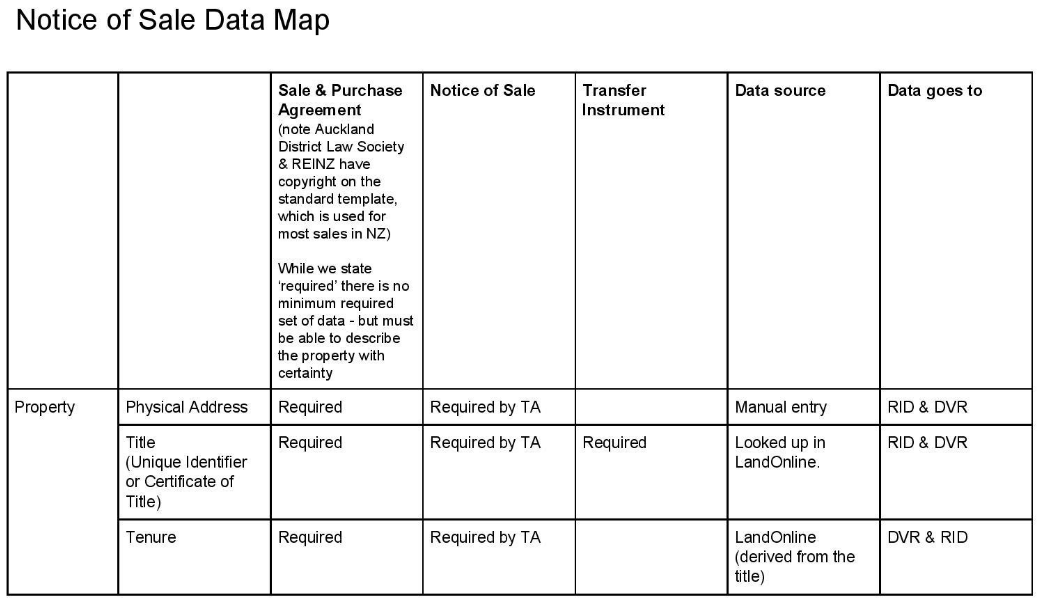 Notice of Sale Data Map
Sale & Purchase
Agreement
(note Auckland
District Law Society
& REINZ have
copyright on the
standard template,
which is used for
most sales in NZ)
While we state
‘required’ there is no
minimum required
set of data - but must
be able to describe
the property with
certainty
Notice of Sale
Transfer
Instrument
Data source
Data goes to
Property
Physical Address
Required
Required by TA
Manual entry
RID & DVR
Title
(Unique Identifier
or Certificate of
Title)
Required
Required by TA
Required
Looked up in
LandOnline.
RID & DVR
Tenure
Required
Required by TA
LandOnline
(derived from the
title)
DVR & RID